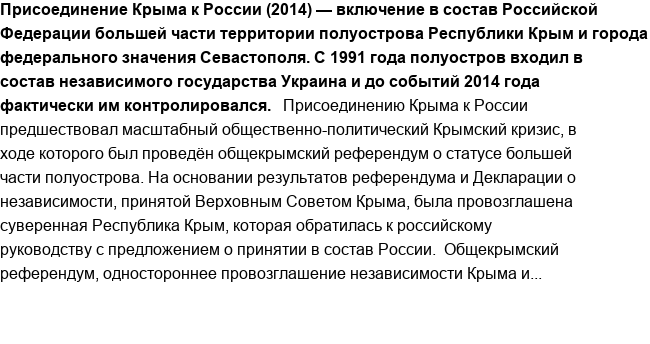 Присоединение Крыма к России (2014) — включение в состав Российской
Федерации большей части территории полуострова Республики Крым и города
федерального значения Севастополя. С 1991 года полуостров входил в
состав независимого государства Украина и до событий 2014 года
фактически им контролировался.   Присоединению Крыма к России
предшествовал масштабный общественно-политический Крымский кризис, в
ходе которого был проведён общекрымский референдум о статусе большей
части полуострова. На основании результатов референдума и Декларации о
независимости, принятой Верховным Советом Крыма, была провозглашена
суверенная Республика Крым, которая обратилась к российскому
руководству с предложением о принятии в состав России.  Общекрымский
референдум, одностороннее провозглашение независимости Крыма и...